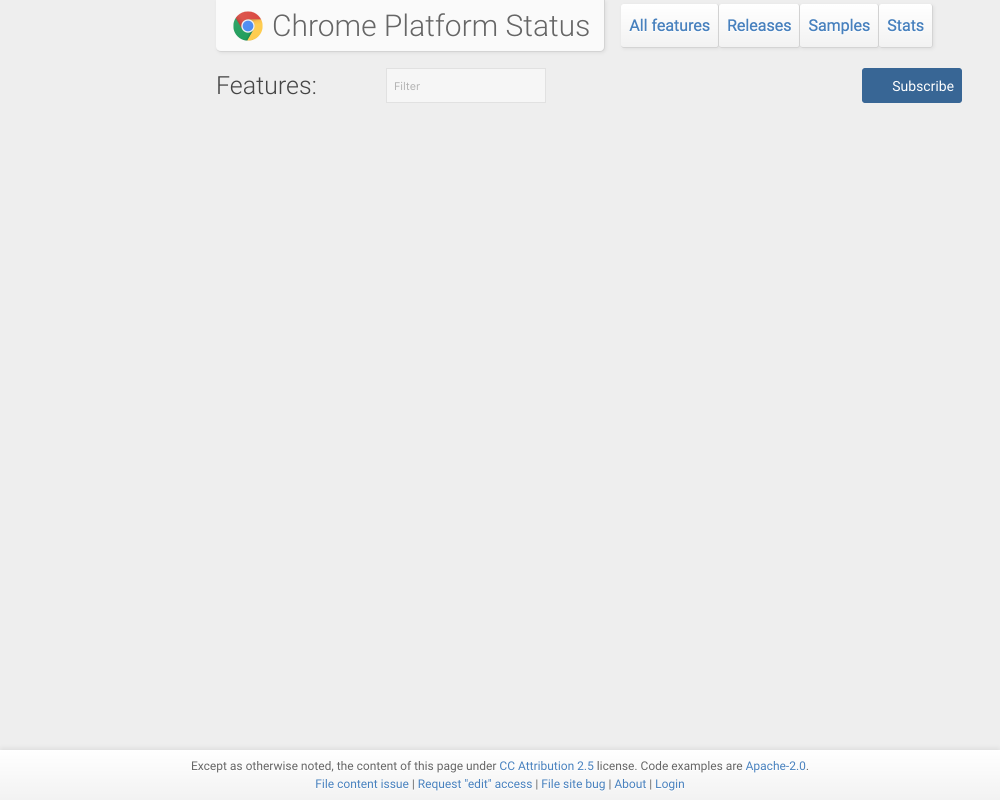 Chrome Platform Status
All features Releases Samples Stats
Features:
Filter
Subscribe
Except as otherwise noted, the content of this page under CC Attribution 2.5 license. Code examples are Apache-2.0.
File content issue | Request "edit" access | File site bug | About | Login